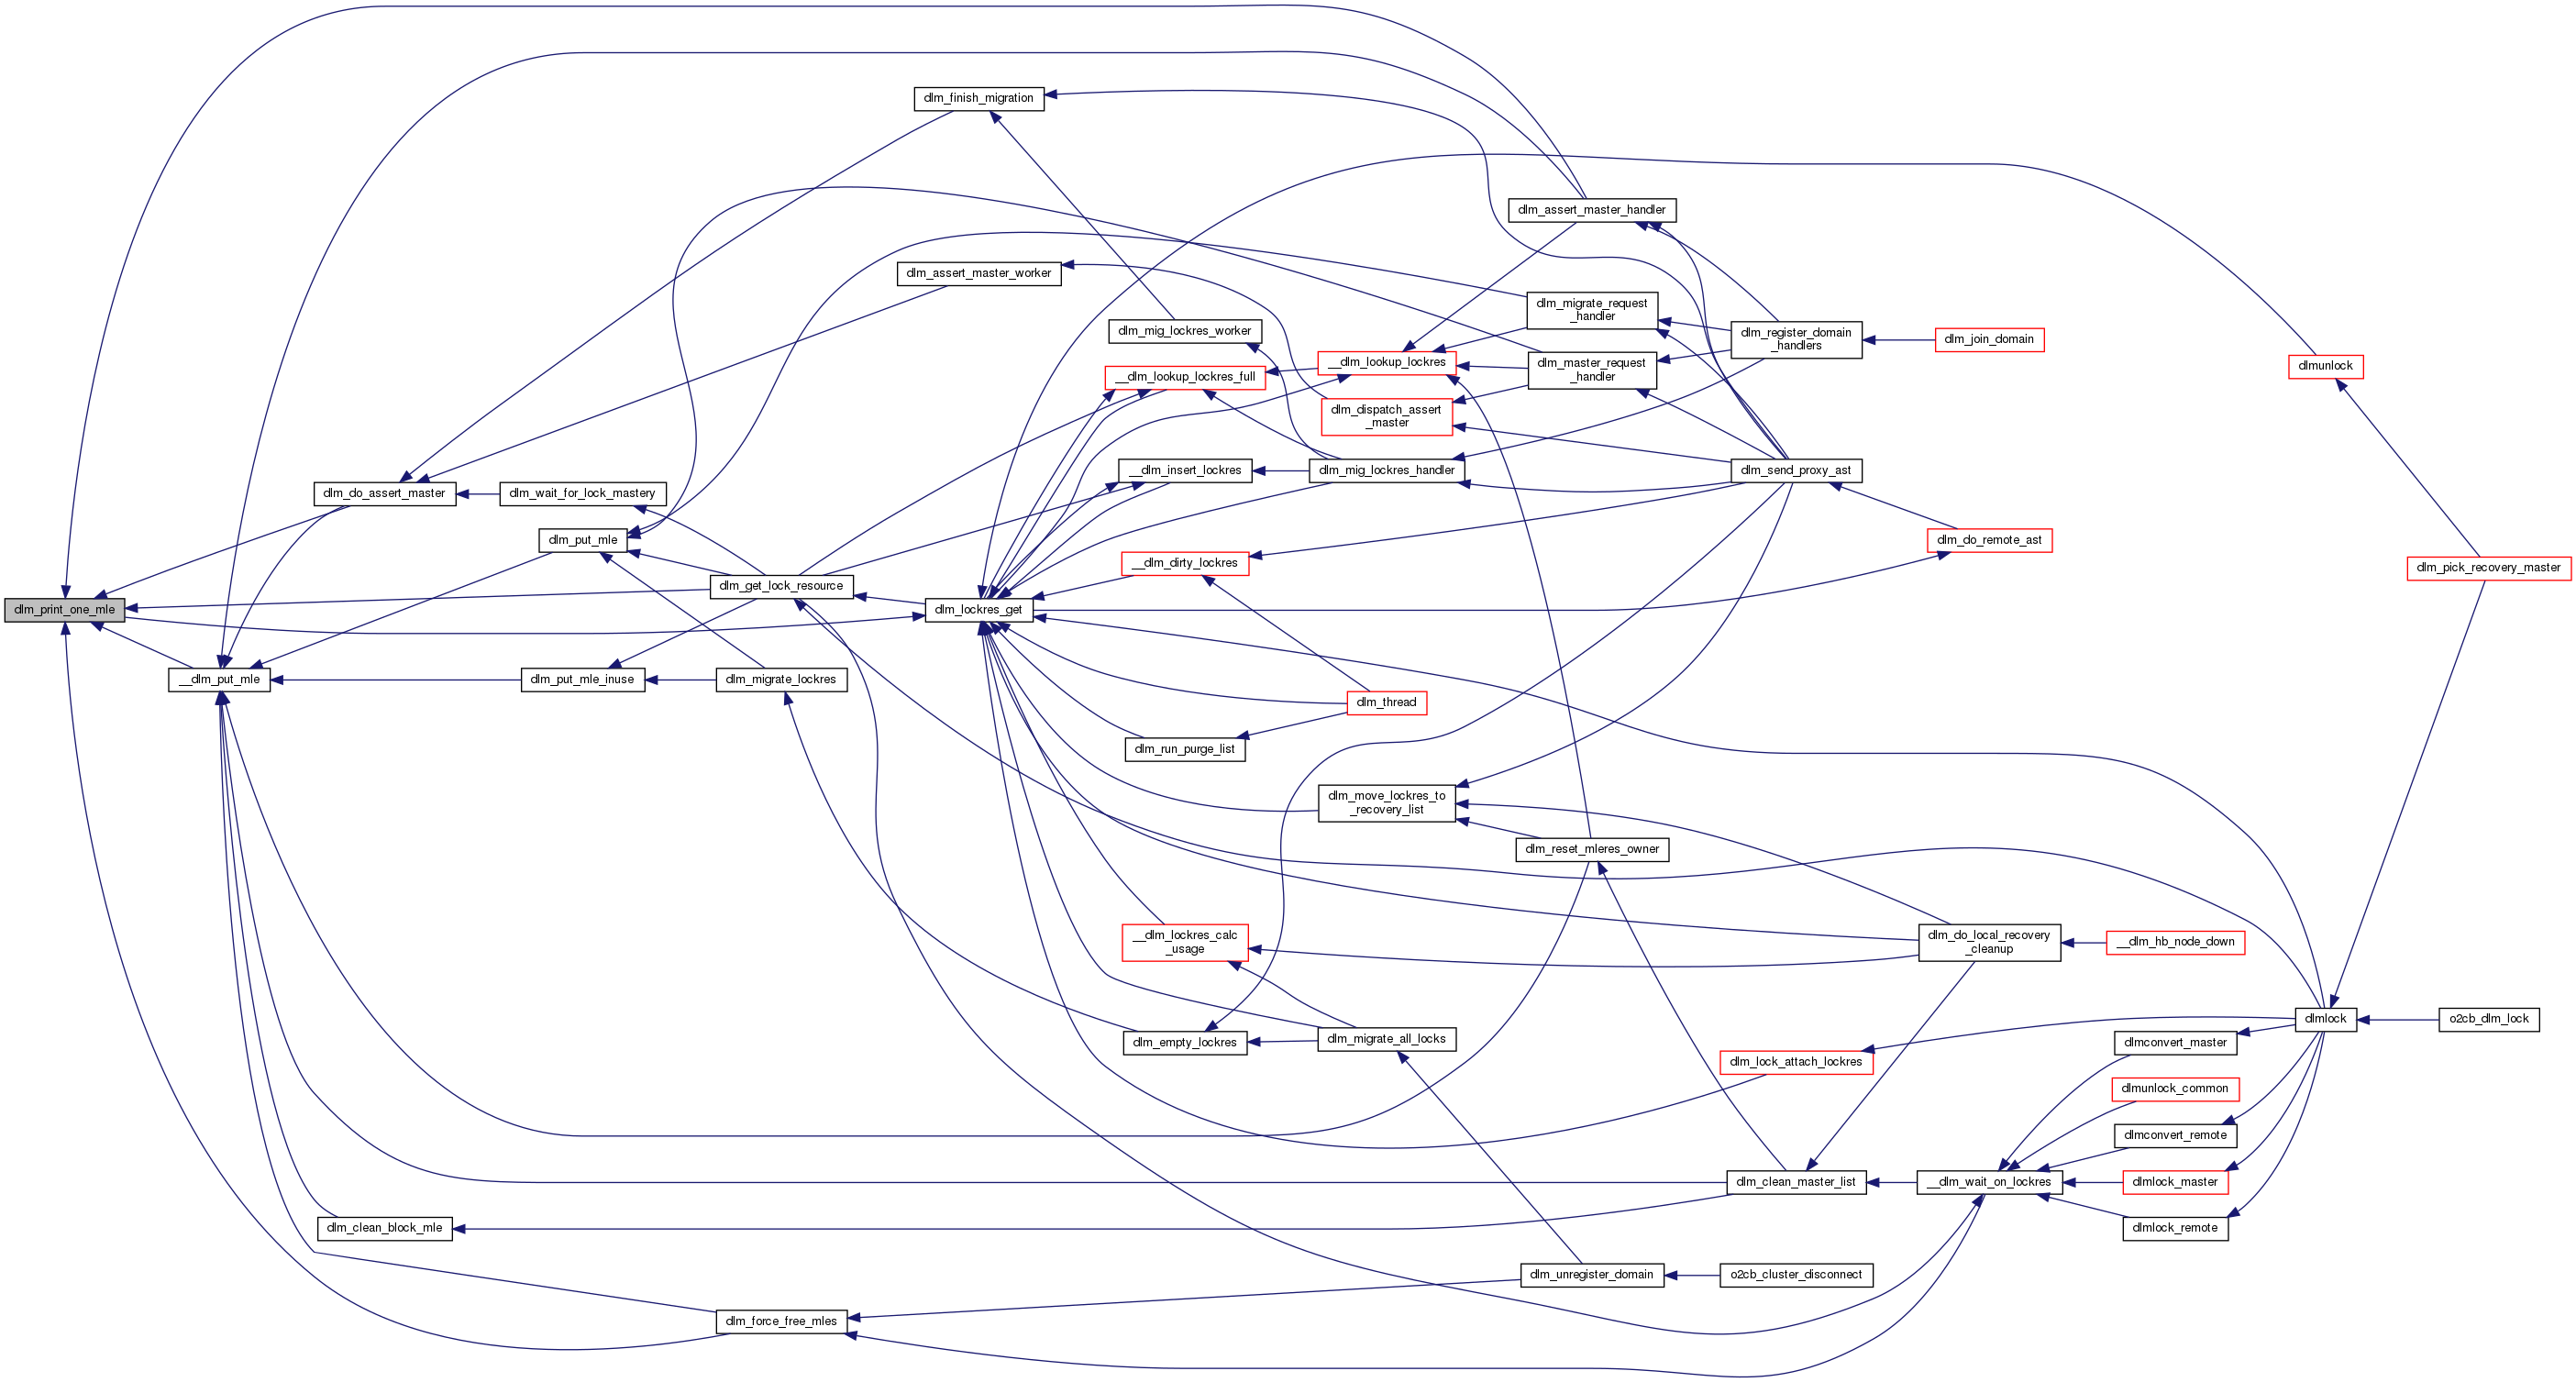 dlm_print_one_mle
__dlm_put_mle
dlm_do_assert_master
dlm_clean_block_mle
dlm_wait_for_lock_mastery
dlm_put_mle
dlm_put_mle_inuse
dlm_get_lock_resource
dlm_migrate_lockres
dlm_force_free_mles
dlm_finish_migration
dlm_assert_master_worker
dlm_lockres_get
dlm_mig_lockres_worker
__dlm_lookup_lockres_full
__dlm_insert_lockres
__dlm_dirty_lockres
dlm_run_purge_list
__dlm_lockres_calc
_usage
dlm_empty_lockres
__dlm_lookup_lockres
dlm_dispatch_assert
_master
dlm_mig_lockres_handler
dlm_thread
dlm_move_lockres_to
_recovery_list
dlm_migrate_all_locks
dlm_assert_master_handler
dlm_migrate_request
_handler
dlm_master_request
_handler
dlm_reset_mleres_owner
dlm_unregister_domain
dlm_register_domain
_handlers
dlm_send_proxy_ast
dlm_lock_attach_lockres
dlm_clean_master_list
o2cb_cluster_disconnect
dlm_join_domain
dlm_do_remote_ast
dlm_do_local_recovery
_cleanup
__dlm_wait_on_lockres
__dlm_hb_node_down
dlmconvert_master
dlmunlock_common
dlmconvert_remote
dlmlock_master
dlmlock_remote
dlmunlock
dlmlock
dlm_pick_recovery_master
o2cb_dlm_lock